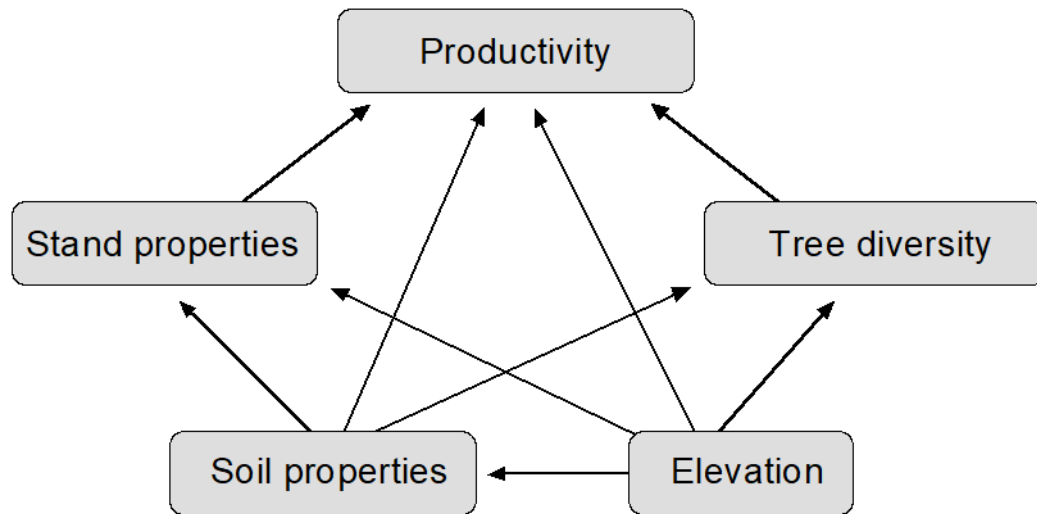 Productivity
Stand properties
Tree diversity
Soil properties
Elevation